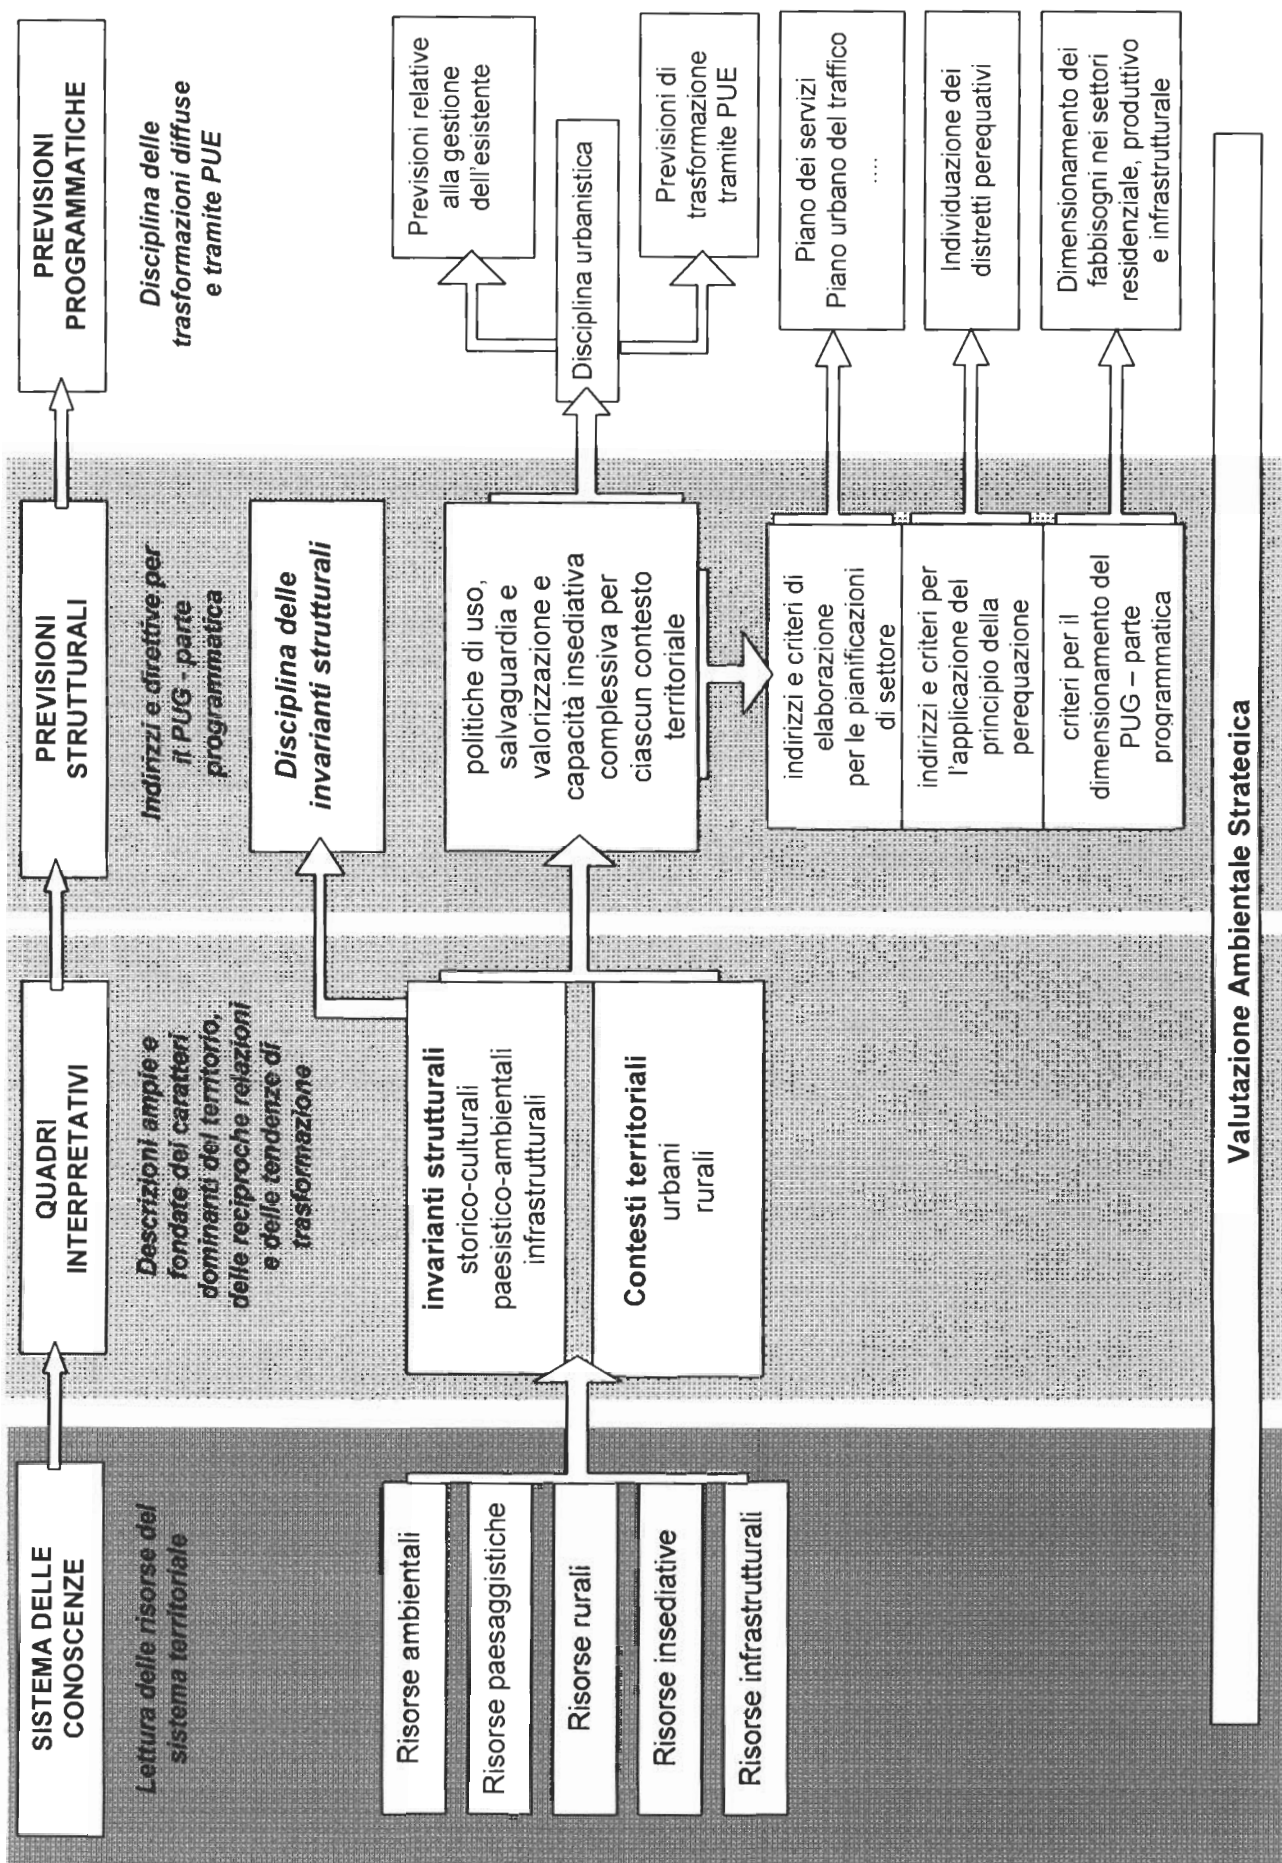 SISTEMA DELLE
CONOSCENZE
Lettura delle risorse del
sistema territoriale
Risorse ambientali
Risorse paesaggistiche
Risorse rurali
Risorse insediative
Risorse infrastrutturali
QUADRI
INTERPRETATIVI
Descrizioni ampie e
fondate dei caratteri
dominanti del territorio,
delle reciproche relazioni
e delle tendenze di
trasformazione
invarianti strutturali
storico-culturali
paesistico-ambientali
infrastrutturali
Contesti territoriali
urbani
rurali
PREVISIONI
STRUTTURALI
Indirizzi e direttive per
il PUG - parte
programmatica
Disciplina delle
invarianti strutturali
politiche di uso,
salvaguardia e
valorizzazione e
capacità insediativa
complessiva per
ciascun contesto
territoriale
indirizzi e criteri di
elaborazione
per le pianificazioni
di settore
indirizzi e criteri per
l'applicazione del
principio della
perequazione
criteri per il
dimensionamento del
PUG – parte
programmatica
PREVISIONI
PROGRAMMATICHE
Disciplina delle
trasformazioni diffuse
e tramite PUE
Previsioni relative
alla gestione
dell'esistente
Disciplina urbanistica
Previsioni di
trasformazione
tramite PUE
Piano dei servizi
Piano urbano del traffico
....
Individuazione dei
distretti perequativi
Dimensionamento dei
fabbisogni nei settori
residenziale, produttivo
e infrastrutturale
Valutazione Ambientale Strategica